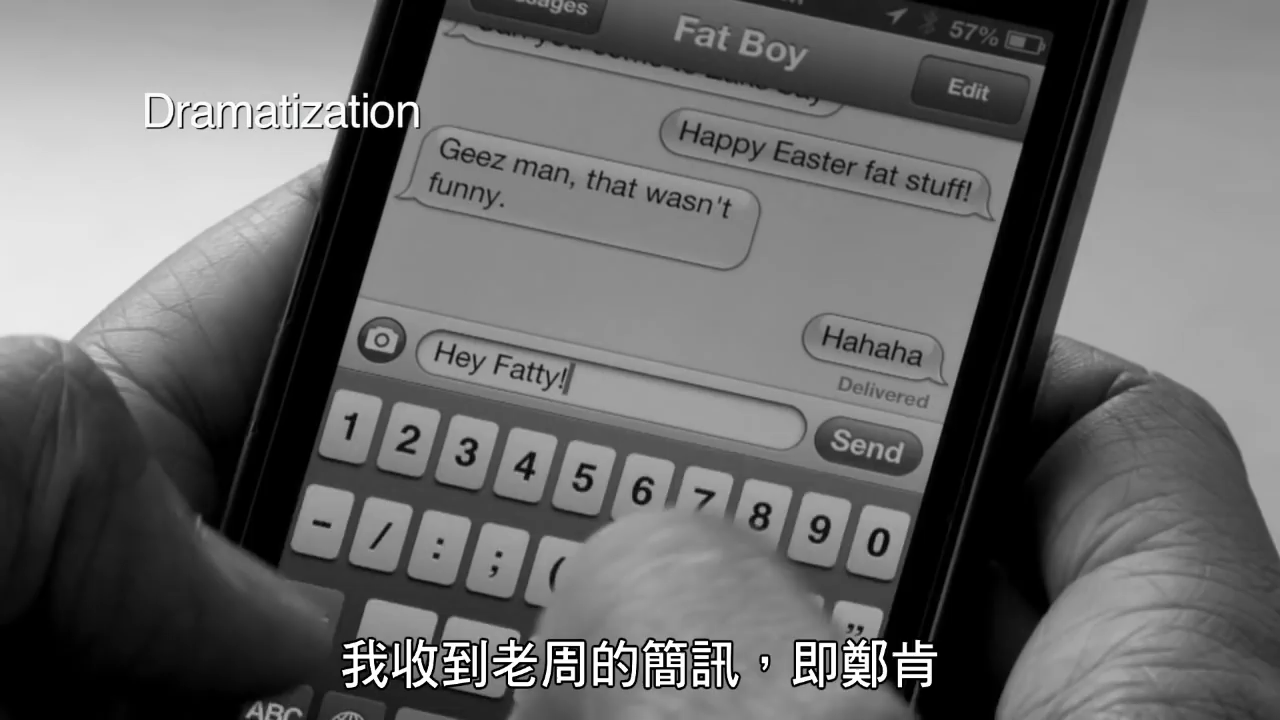 57%
Fat Boy
Edit
Dramatization
Happy Easter fat stuff!
Geez man, that wasn't
funny.
Hahaha
Delivered
Hey Fatty!
Send
1 2 3 4 5 6 7 8 9 0
- / : ; (
"
ABC
我收到老周的簡訊，即鄭肯